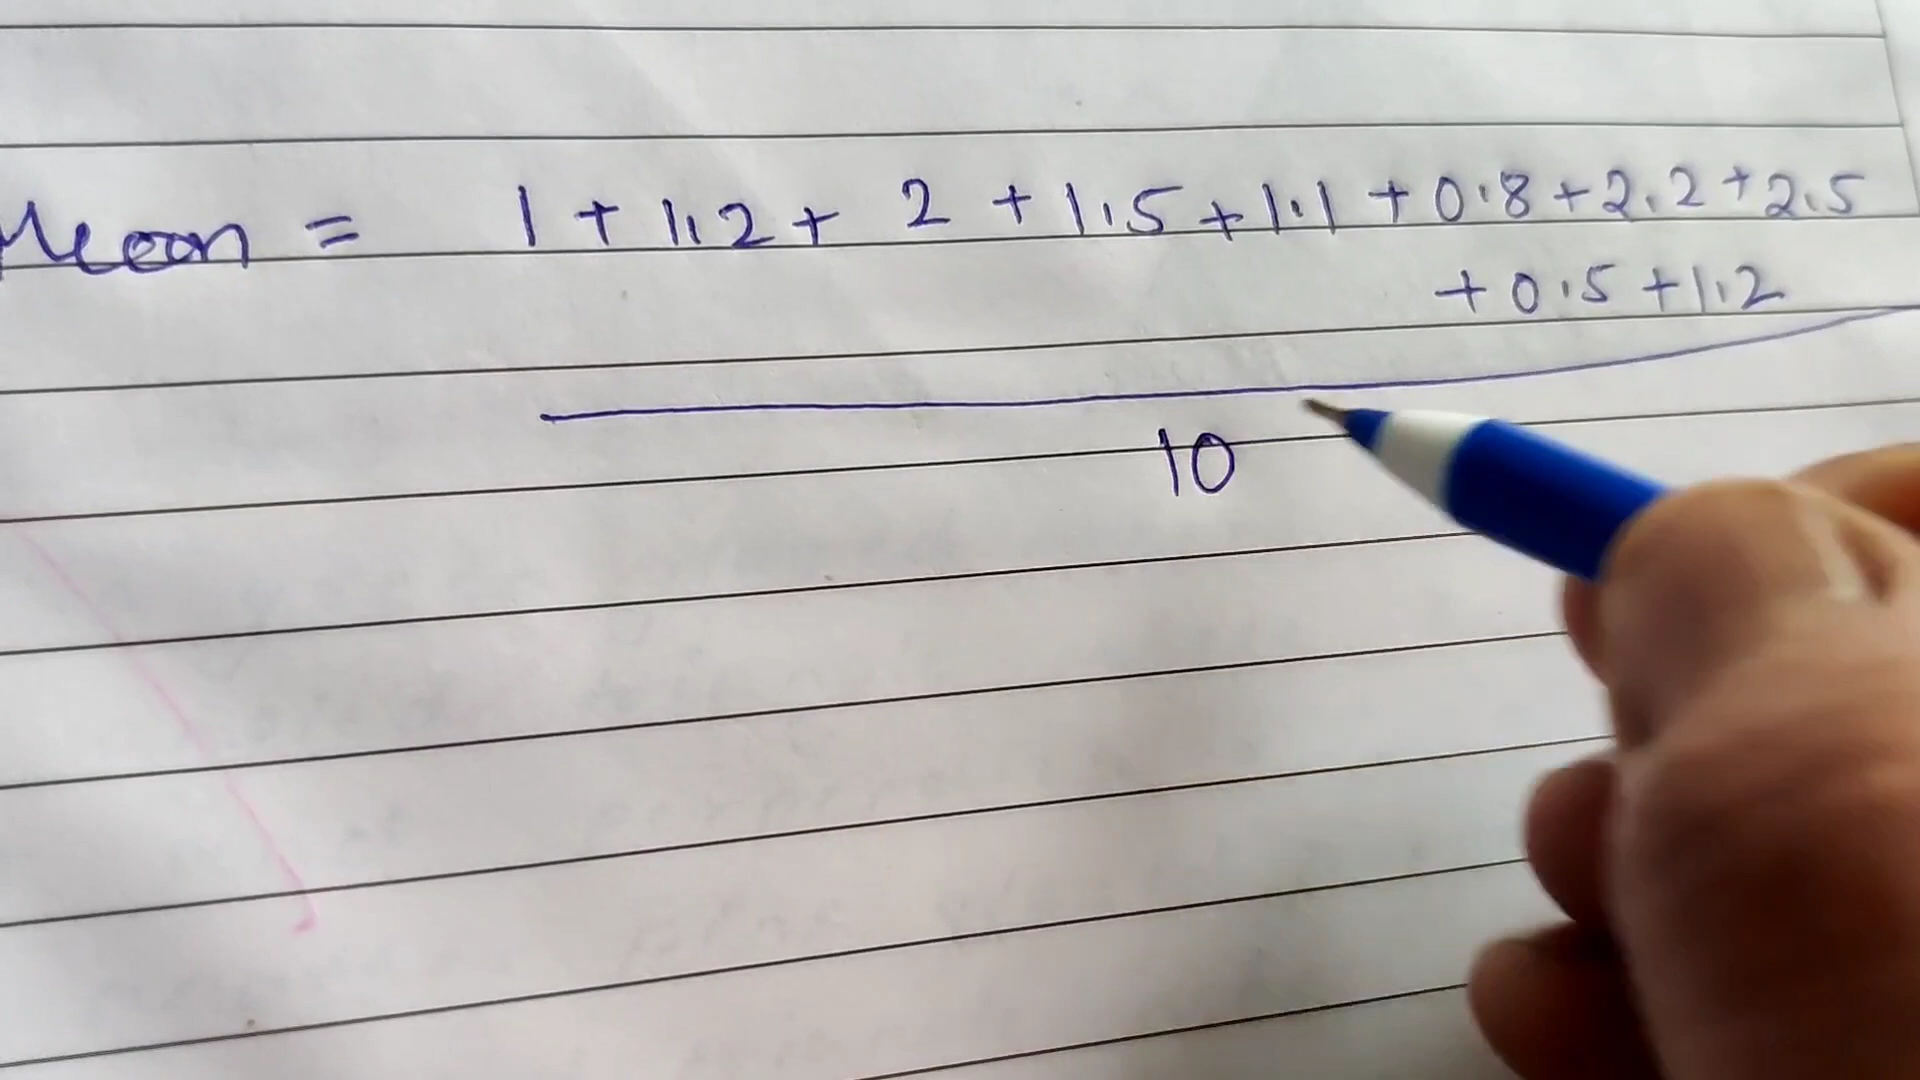 Mean = 1 + 1.2 + 2 + 1.5 + 1.1 + 0.8 + 2.2 + 2.5
+ 0.5 + 1.2
10